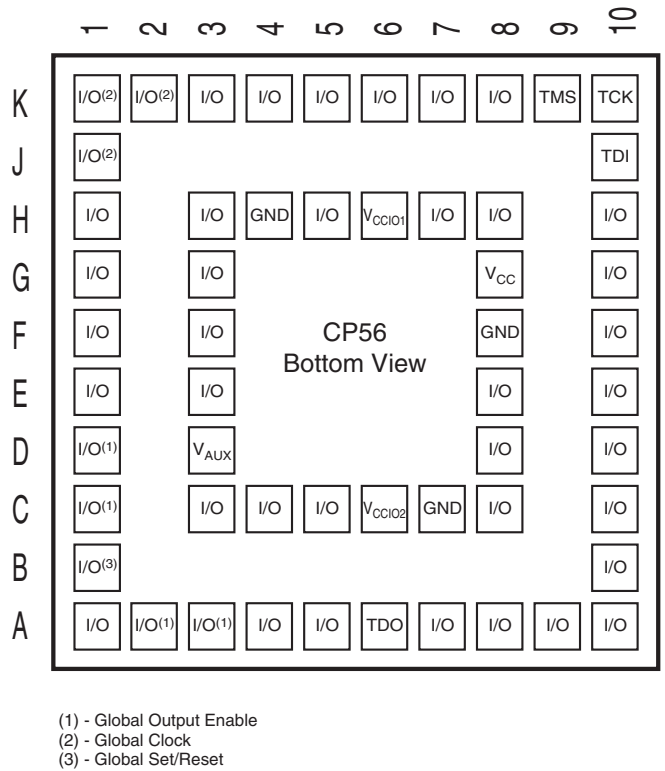 1 2 3 4 5 6 7 8 9 10
K I/O(2) I/O(2) I/O I/O I/O I/O I/O I/O TMS TCK
J I/O(2) TDI
H I/O I/O GND I/O VCCIO1 I/O I/O I/O
G I/O I/O VCC I/O
F I/O I/O GND I/O
CP56
Bottom View
E I/O I/O I/O I/O
D I/O(1) VAUX I/O I/O
C I/O(1) I/O I/O I/O VCCIO2 GND I/O I/O
B I/O(3) I/O
A I/O I/O(1) I/O(1) I/O I/O TDO I/O I/O I/O I/O
(1) - Global Output Enable
(2) - Global Clock
(3) - Global Set/Reset